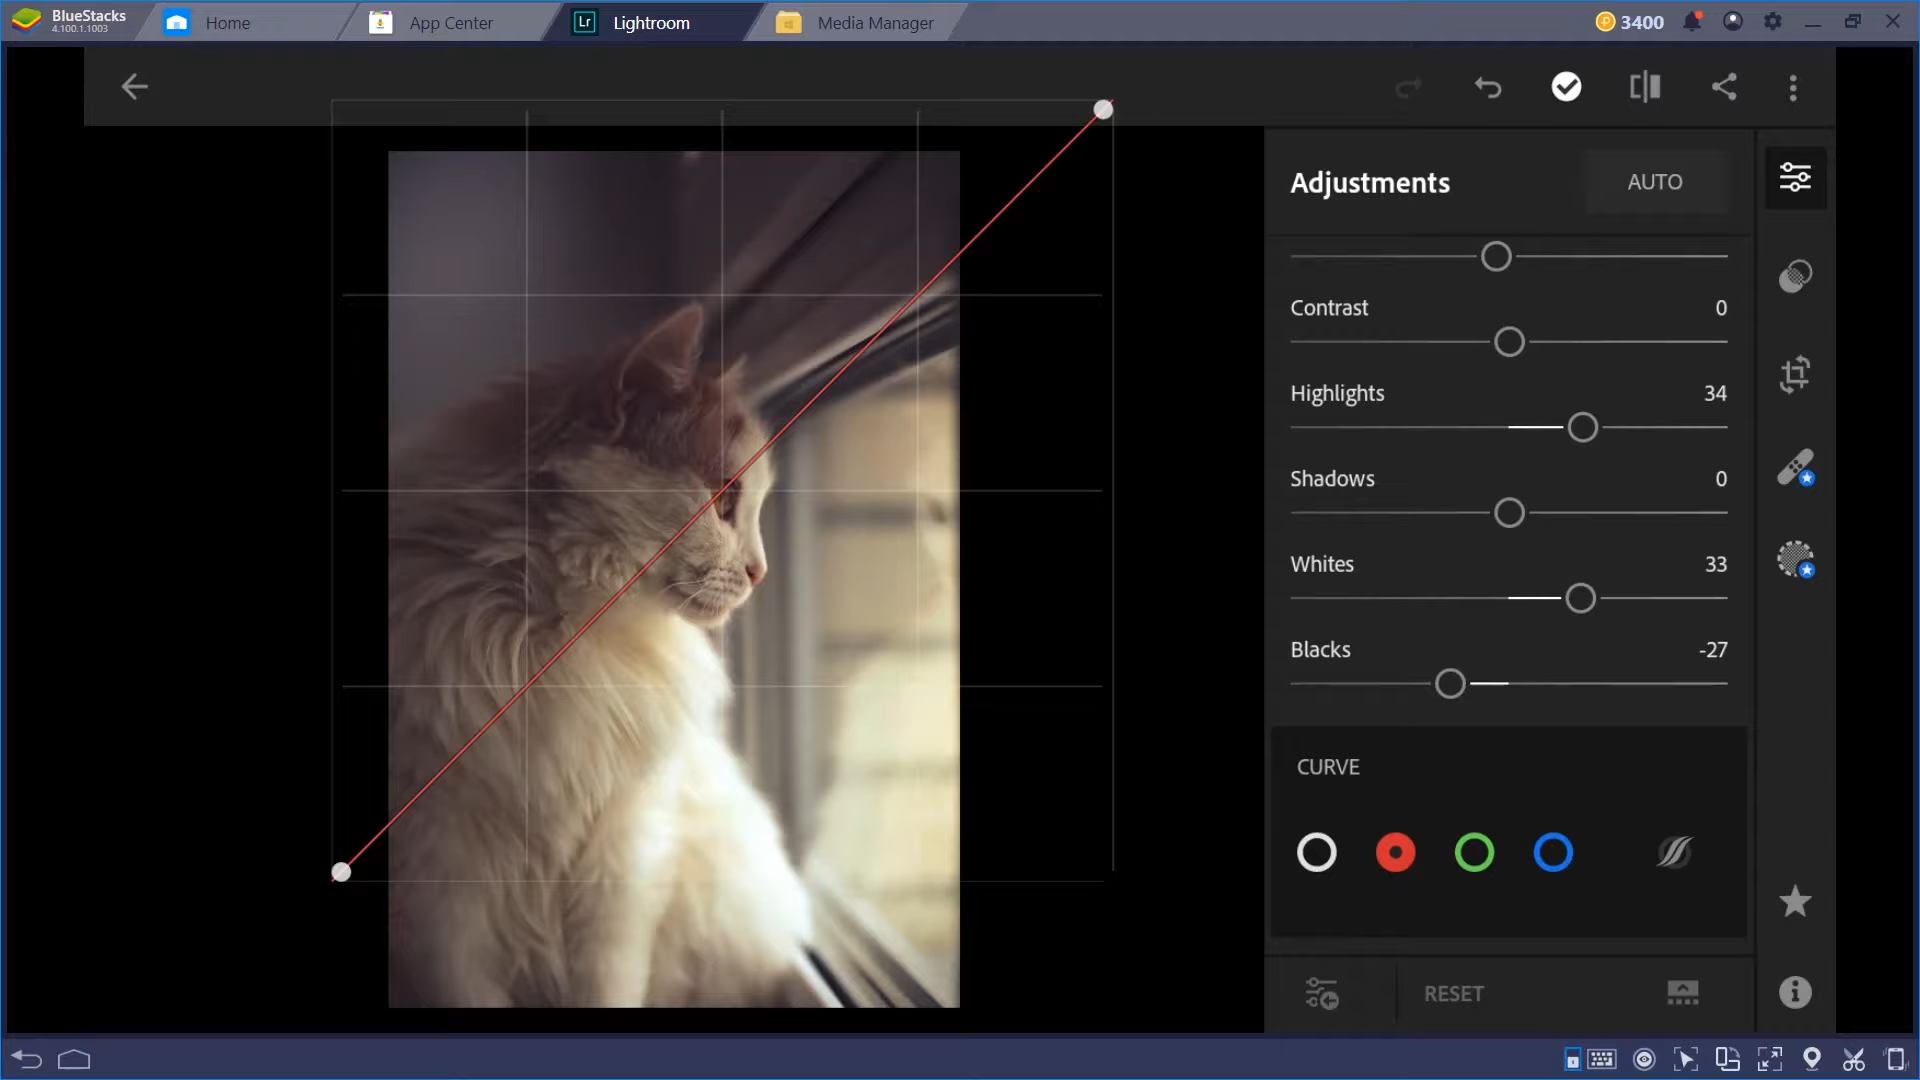 BlueStacks
4.100.1.1003
Home
App Center
Lr
Lightroom
Media Manager
3400
Adjustments
AUTO
Contrast
0
Highlights
34
Shadows
0
Whites
33
Blacks
-27
CURVE
RESET